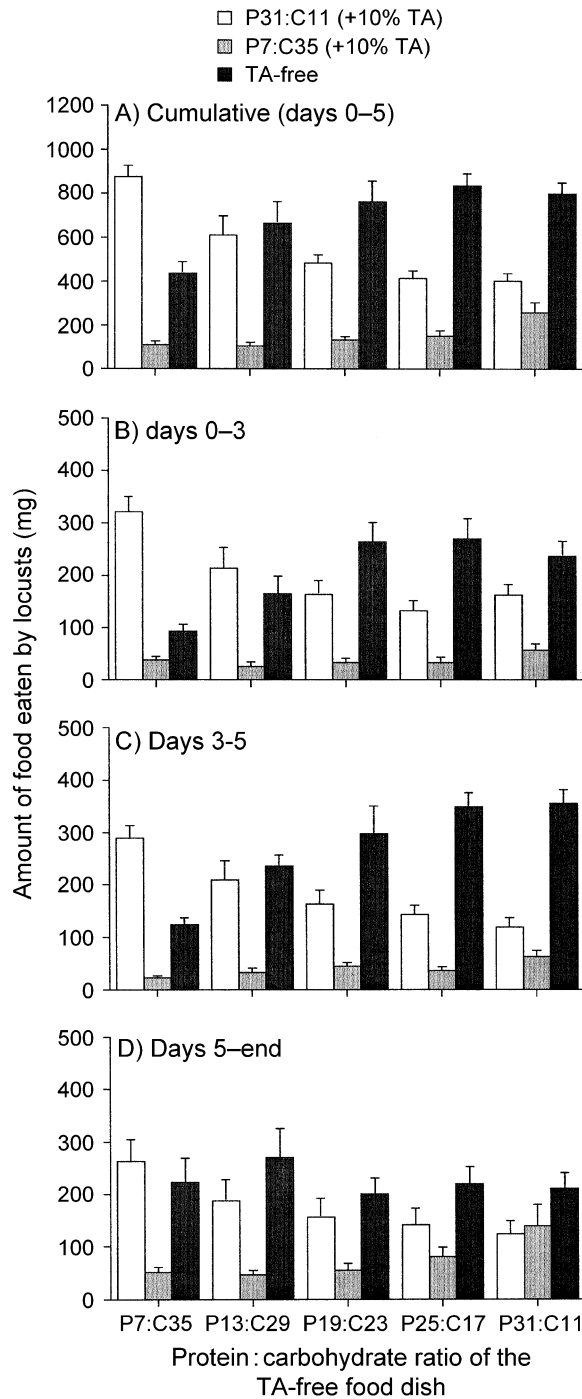 P31:C11 (+10% TA)
P7:C35 (+10% TA)
TA-free
A) Cumulative (days 0–5)
1200
1000
800
600
400
200
0
B) days 0–3
500
400
300
200
100
0
C) Days 3-5
500
400
300
200
100
0
D) Days 5–end
500
400
300
200
100
0
Amount of food eaten by locusts (mg)
P7:C35 P13:C29 P19:C23 P25:C17 P31:C11
Protein : carbohydrate ratio of the
TA-free food dish